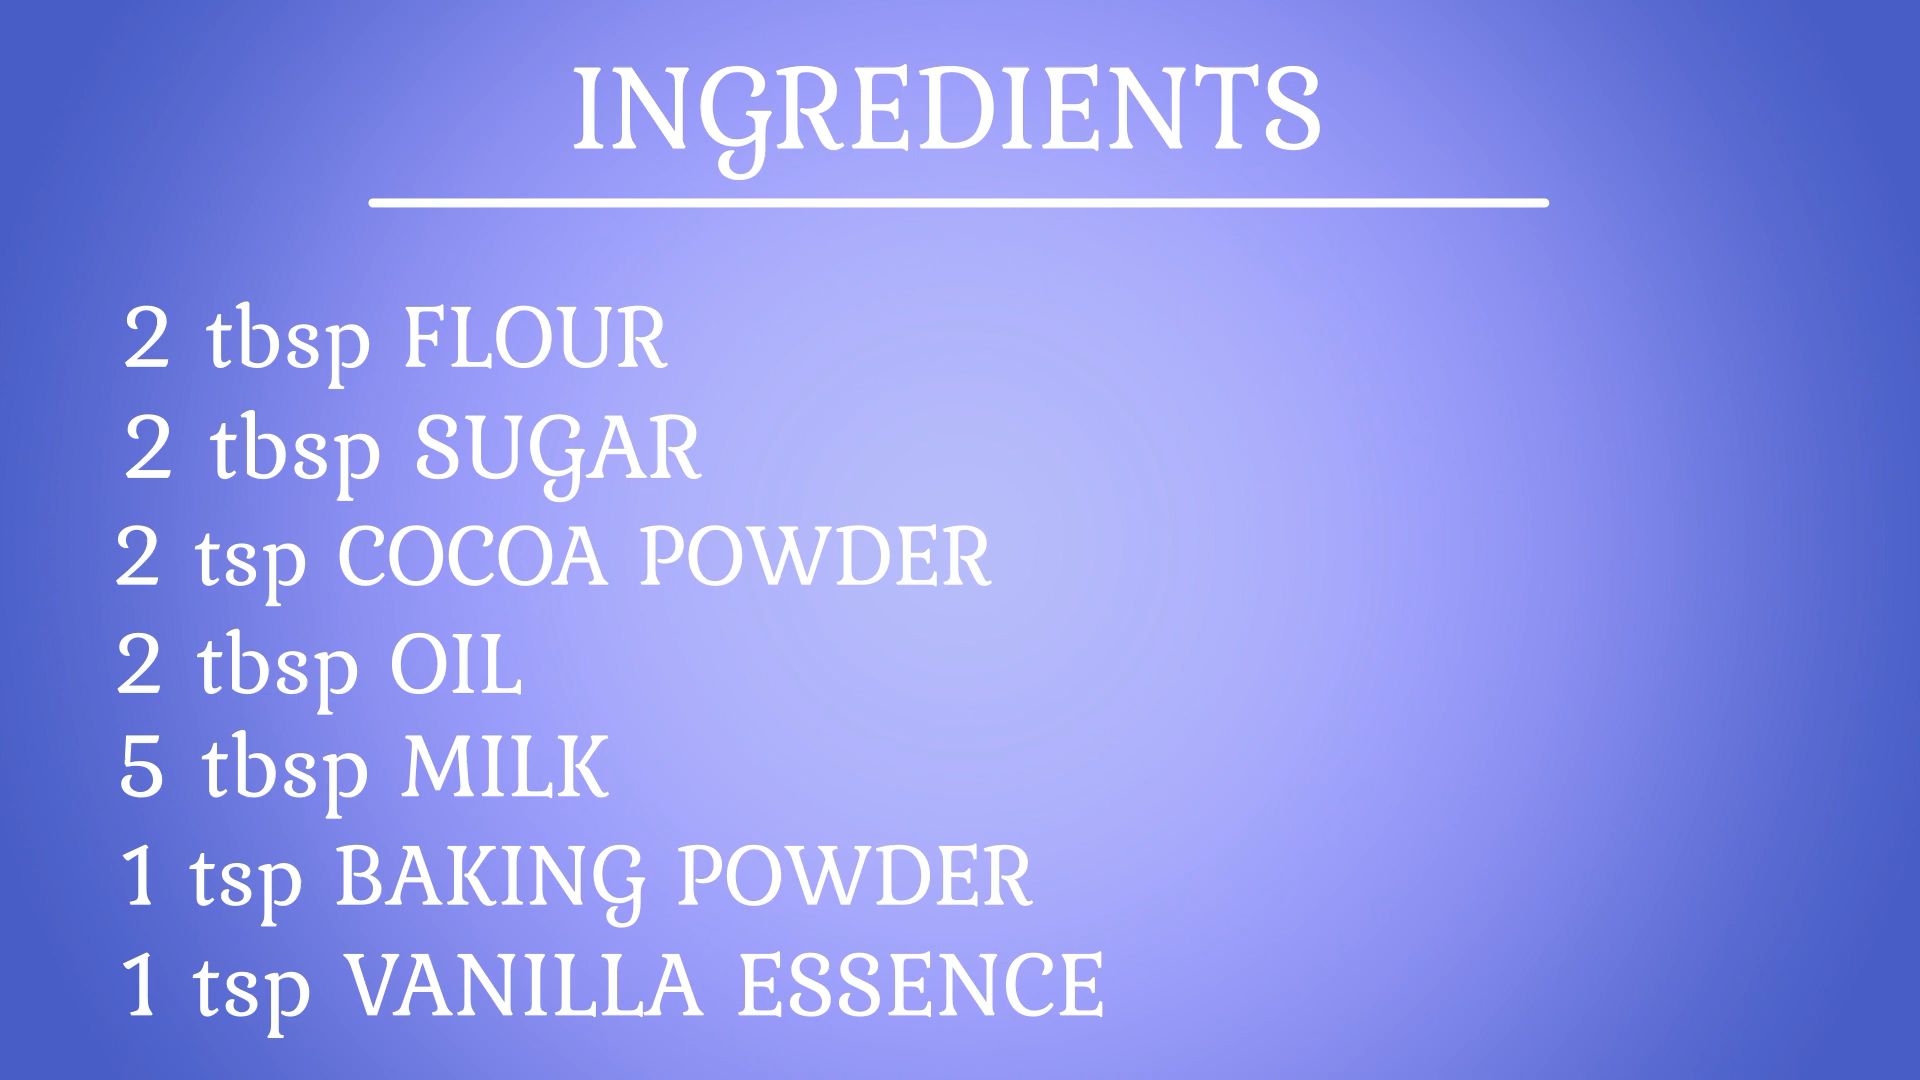 INGREDIENTS
2 tbsp FLOUR
2 tbsp SUGAR
2 tsp COCOA POWDER
2 tbsp OIL
5 tbsp MILK
1 tsp BAKING POWDER
1 tsp VANILLA ESSENCE